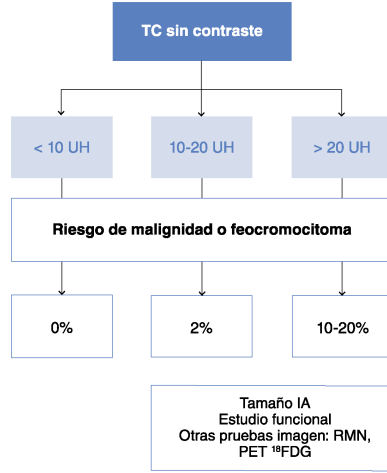 TC sin contraste
< 10 UH
10-20 UH
> 20 UH
Riesgo de malignidad o feocromocitoma
0%
2%
10-20%
Tamaño IA
Estudio funcional
Otras pruebas imagen: RMN,
PET ¹⁸FDG